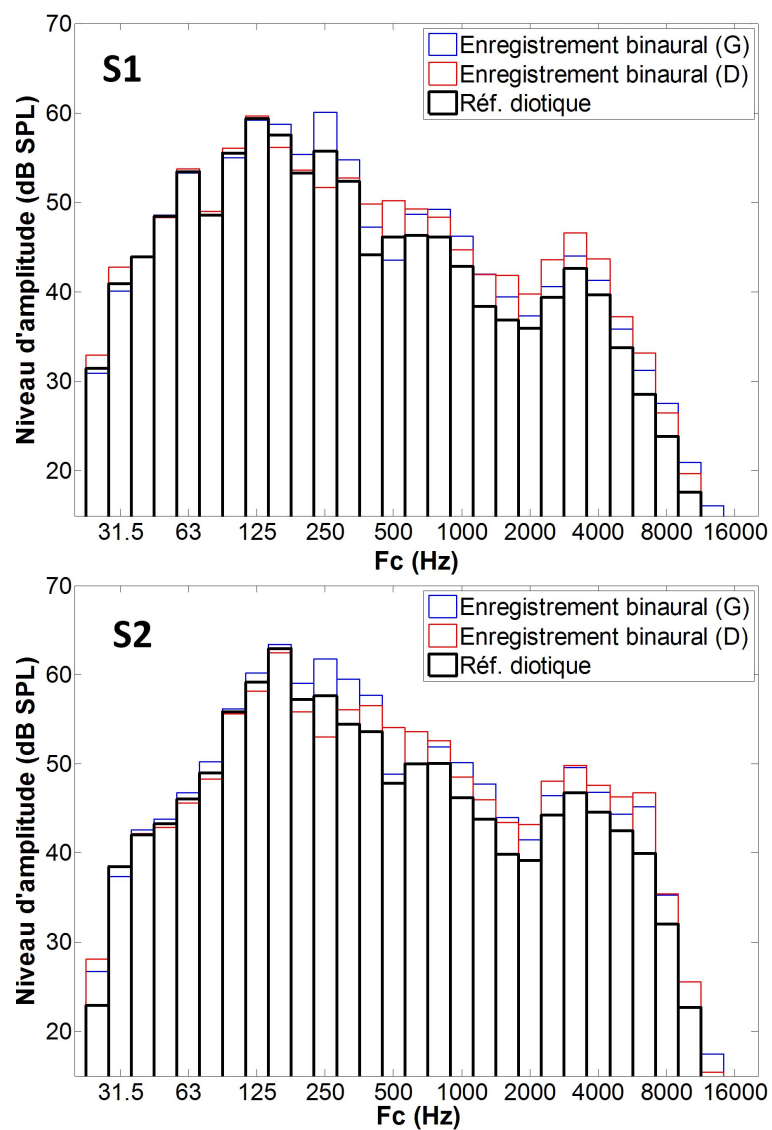 70
60
50
40
30
20
Niveau d'amplitude (dB SPL)
S1
Enregistrement binaural (G)
Enregistrement binaural (D)
Réf. diotique
31.5 63 125 250 500 1000 2000 4000 8000 16000
Fc (Hz)
70
60
50
40
30
20
Niveau d'amplitude (dB SPL)
S2
Enregistrement binaural (G)
Enregistrement binaural (D)
Réf. diotique
31.5 63 125 250 500 1000 2000 4000 8000 16000
Fc (Hz)